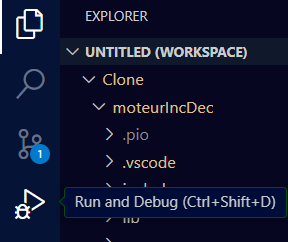 EXPLORER
UNTITLED (WORKSPACE)
Clone
moteurIncDec
.pio
.vscode
1
Run and Debug (Ctrl+Shift+D)
lib